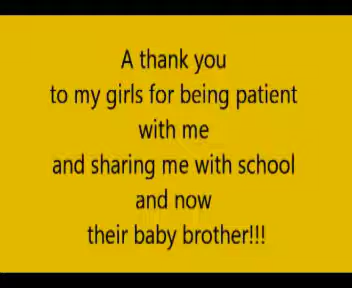 A thank you
to my girls for being patient
with me
and sharing me with school
and now
their baby brother!!!